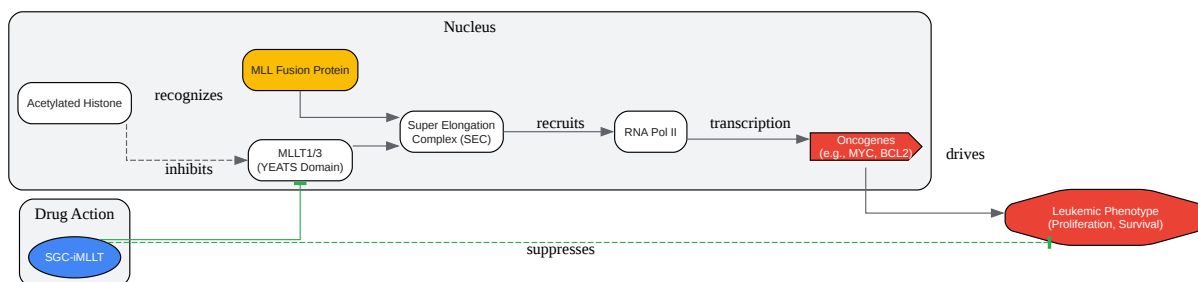 Nucleus
MLL Fusion Protein
Acetylated Histone
recognizes
Super Elongation
Complex (SEC)
recruits
RNA Pol II
transcription
Oncogenes
(e.g., MYC, BCL2)
drives
MLLT1/3
(YEATS Domain)
inhibits
Drug Action
SGC-iMLLT
suppresses
Leukemic Phenotype
(Proliferation, Survival)